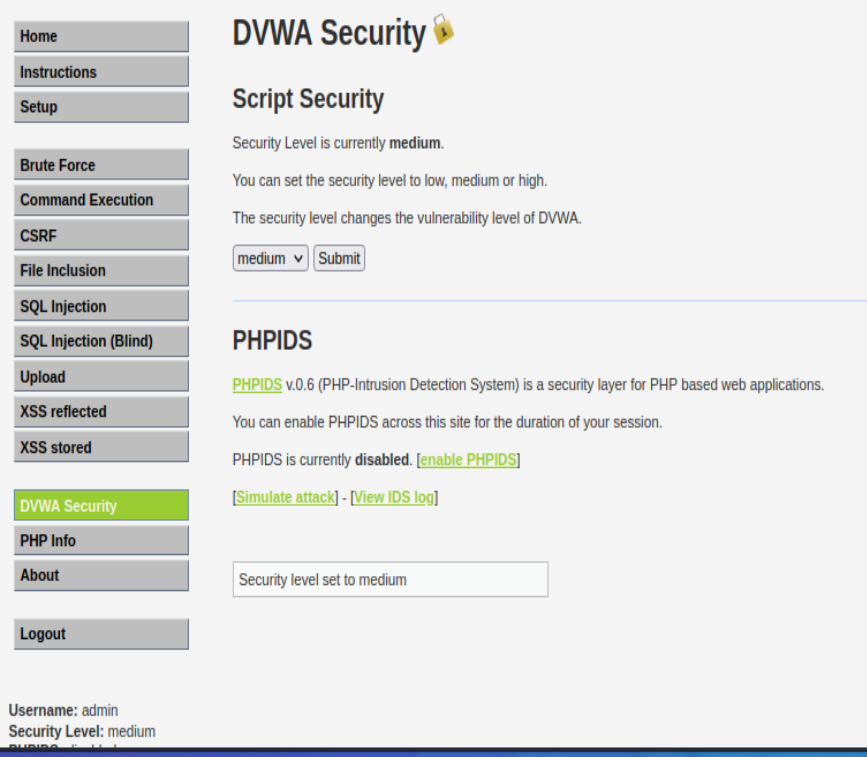 Home
Instructions
Setup
Brute Force
Command Execution
CSRF
File Inclusion
SQL Injection
SQL Injection (Blind)
Upload
XSS reflected
XSS stored
DVWA Security
PHP Info
About
Logout
Username: admin
Security Level: medium
DVWA Security
Script Security
Security Level is currently medium.
You can set the security level to low, medium or high.
The security level changes the vulnerability level of DVWA.
medium Submit
PHPIDS
PHPIDS v.0.6 (PHP-Intrusion Detection System) is a security layer for PHP based web applications.
You can enable PHPIDS across this site for the duration of your session.
PHPIDS is currently disabled. [enable PHPIDS]
[Simulate attack] - [View IDS log]
Security level set to medium